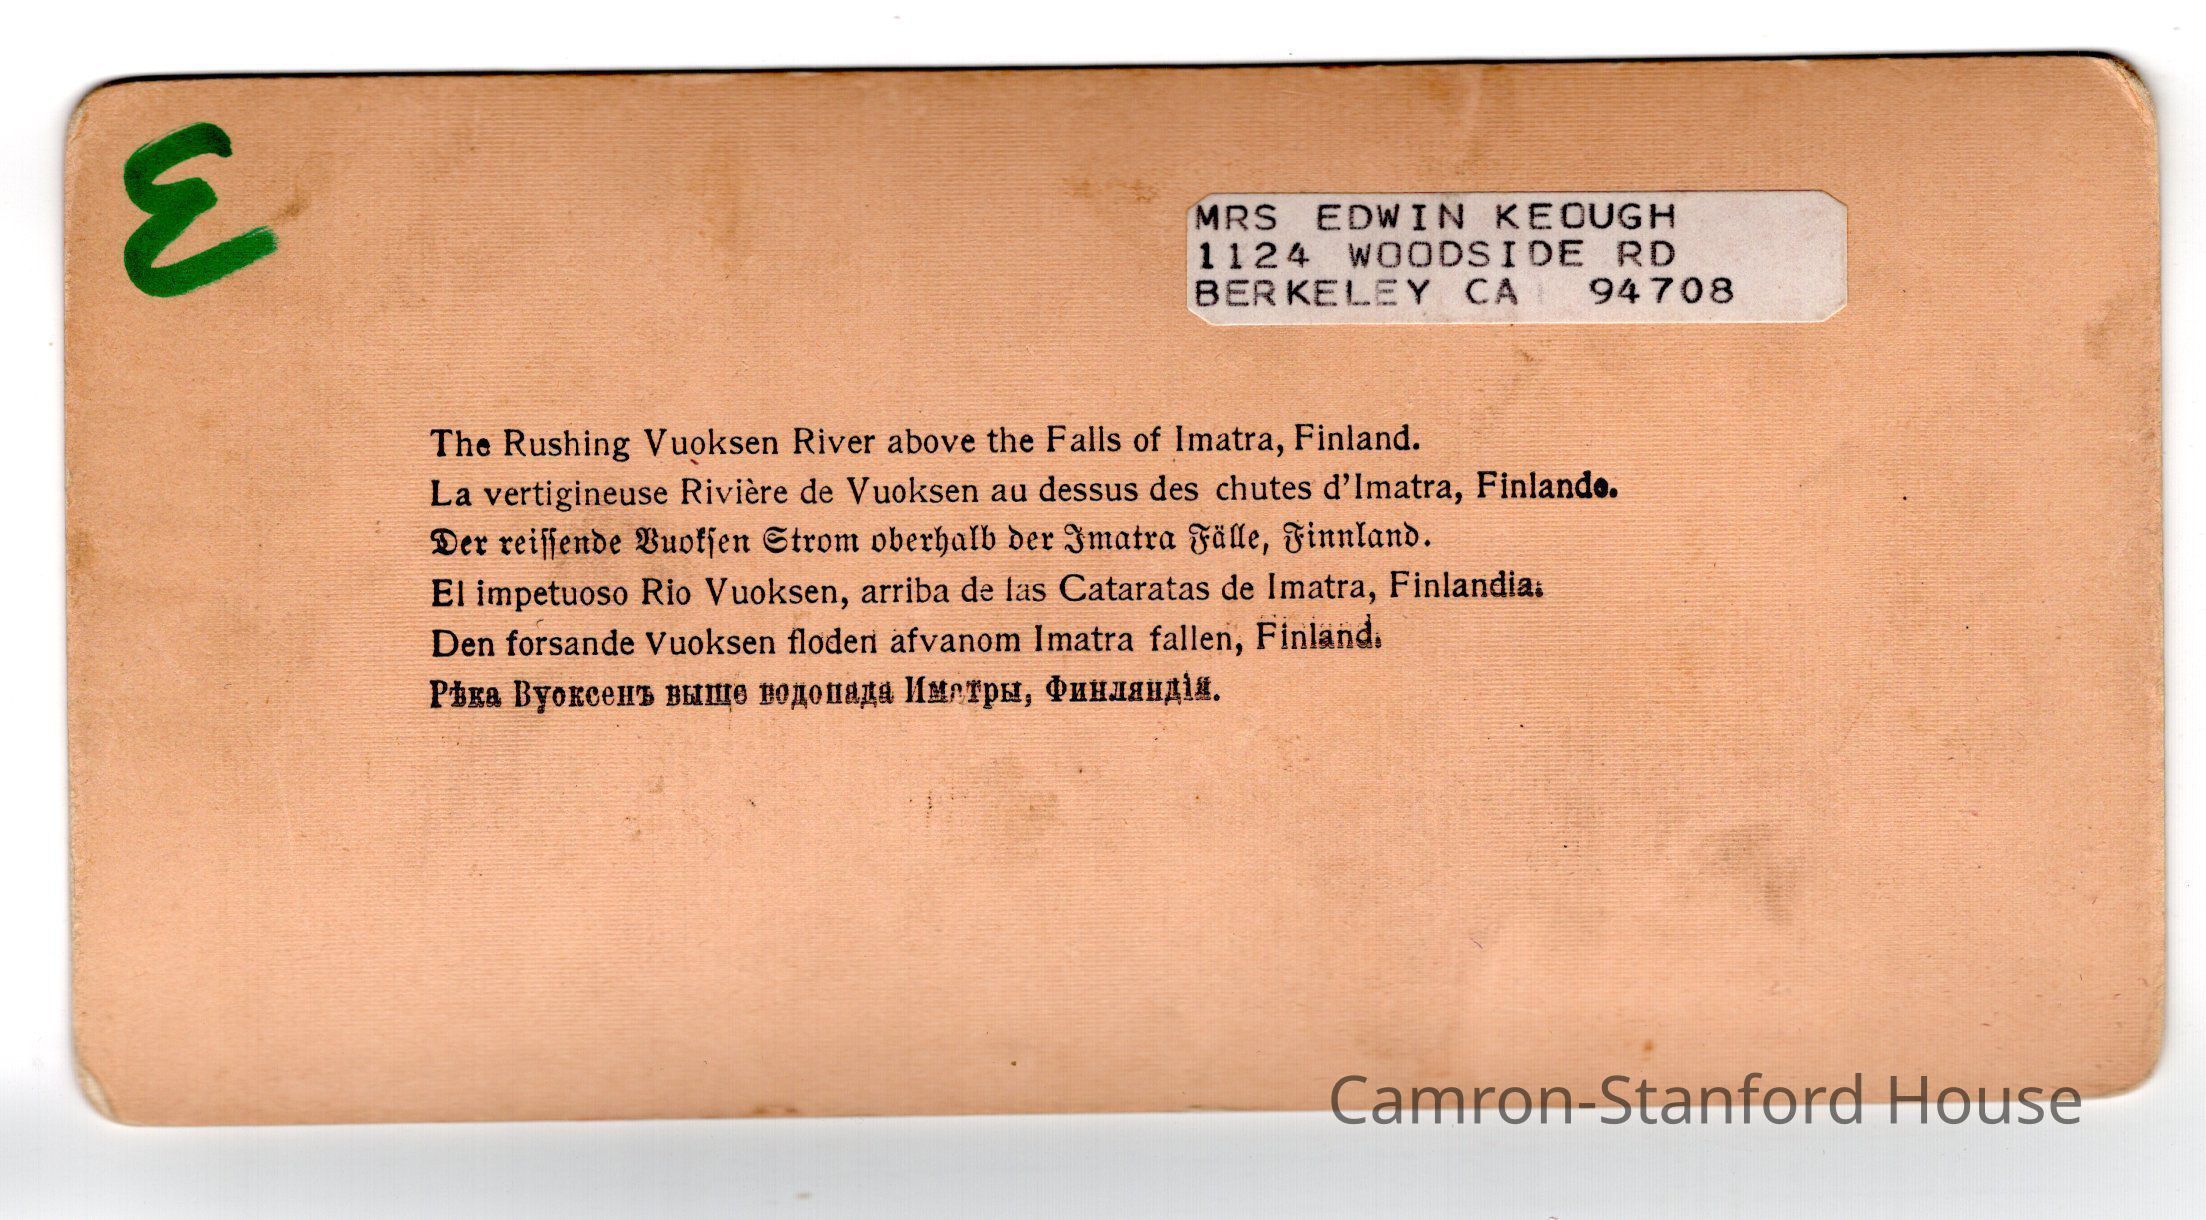 E
MRS EDWIN KEOUGH
1124 WOODSIDE RD
BERKELEY CA 94708
The Rushing Vuoksen River above the Falls of Imatra, Finland.
La vertigineuse Rivière de Vuoksen au dessus des chutes d'Imatra, Finlande.
Der reissende Vuoksen Strom oberhalb der Imatra Fälle, Finnland.
El impetuoso Rio Vuoksen, arriba de las Cataratas de Imatra, Finlandia.
Den forsande Vuoksen floden afvanom Imatra fallen, Finland.
Рѣка Вуоксенъ выше водопада Иматры, Финляндія.
Camron-Stanford House